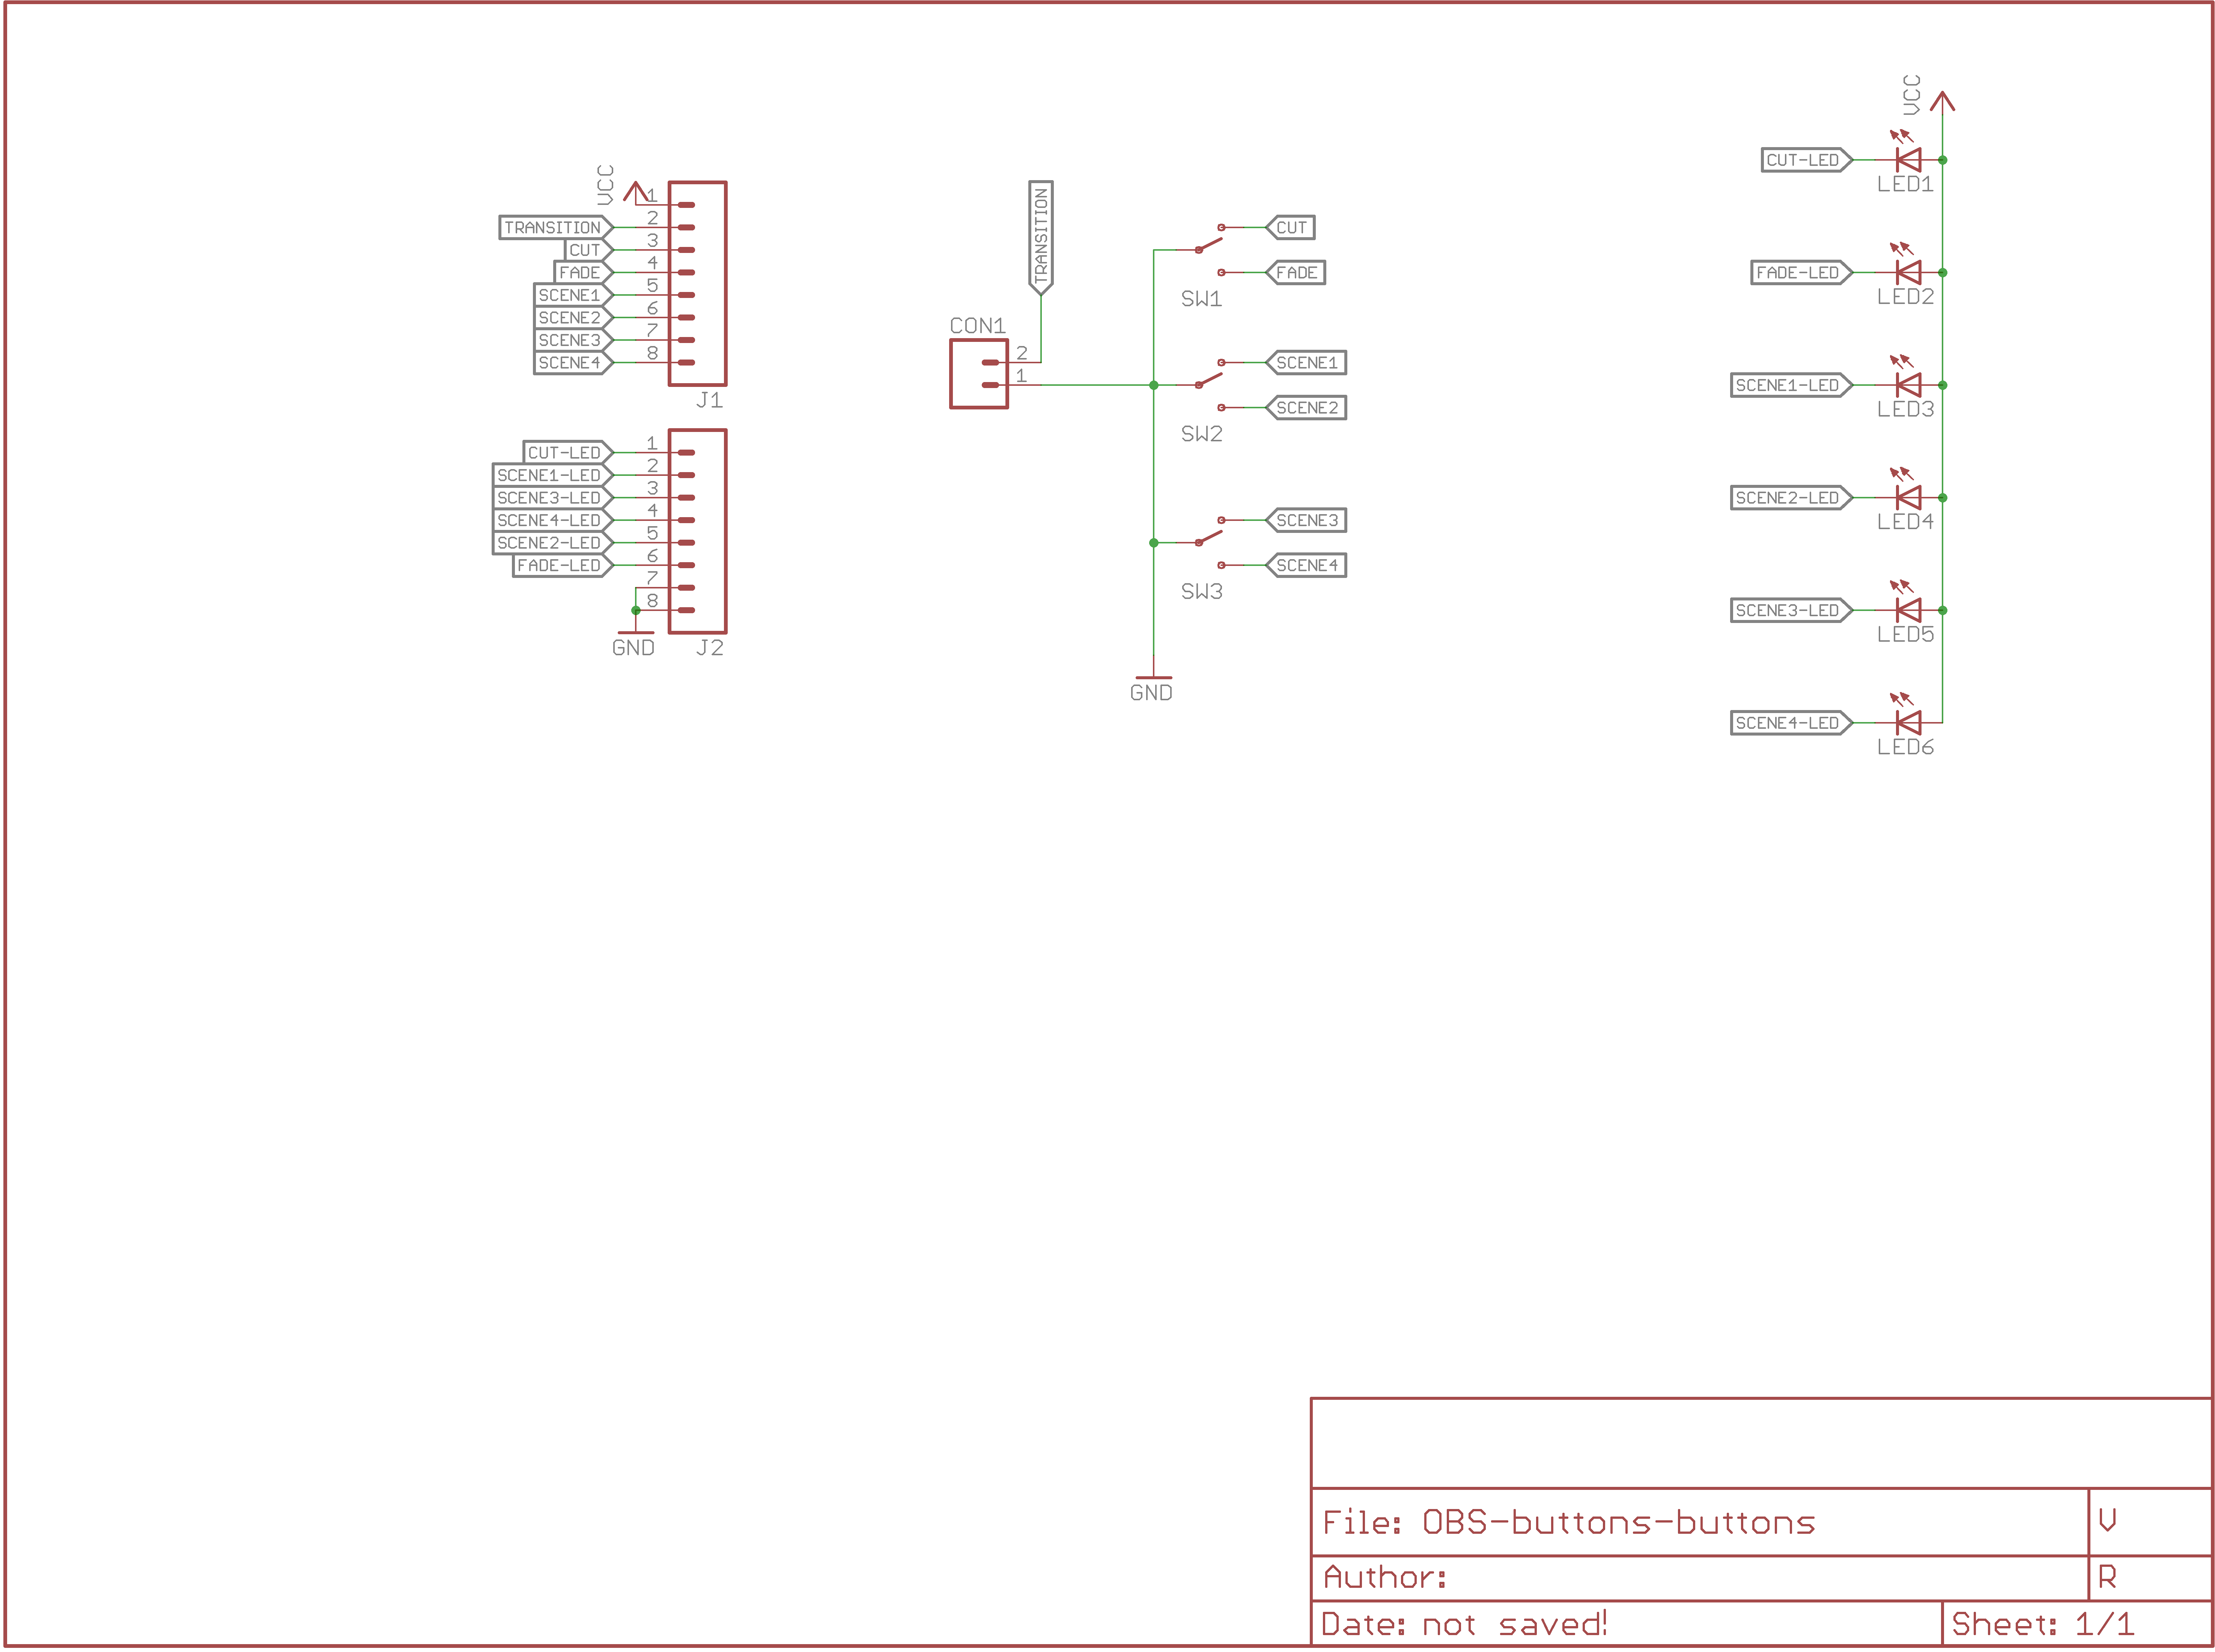 VCC
1
TRANSITION 2
CUT 3
FADE 4
SCENE1 5
SCENE2 6
SCENE3 7
SCENE4 8
J1
CUT-LED 1
SCENE1-LED 2
SCENE3-LED 3
SCENE4-LED 4
SCENE2-LED 5
FADE-LED 6
7
8
GND
J2
TRANSITION
CON1
2
1
CUT
FADE
SW1
SCENE1
SCENE2
SW2
SCENE3
SCENE4
SW3
GND
VCC
CUT-LED
LED1
FADE-LED
LED2
SCENE1-LED
LED3
SCENE2-LED
LED4
SCENE3-LED
LED5
SCENE4-LED
LED6
File: OBS-buttons-buttons
V
Author:
R
Date: not saved!
Sheet: 1/1